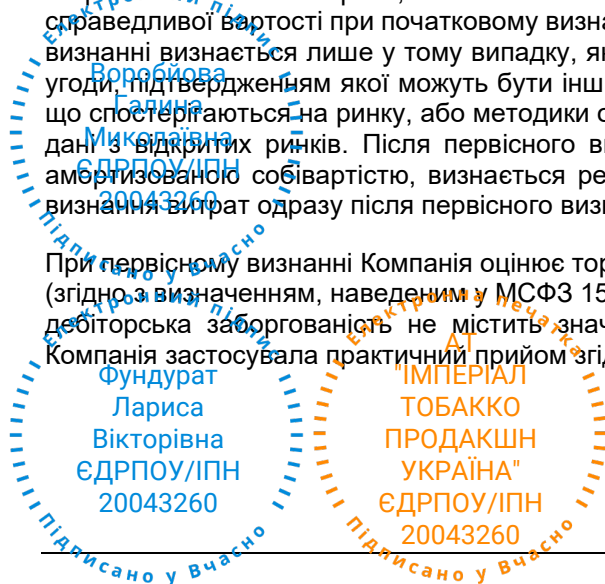 справедливої вартості при початковому визна
визнанні визнається лише у тому випадку, як
угоди, підтвердженням якої можуть бути інш
що спостерігаються на ринку, або методики о
дані з відкритих ринків. Після первісного в
амортизованою собівартістю, визнається ре
визнання витрат одразу після первісного визн
При первісному визнанні Компанія оцінює тор
(згідно з визначенням, наведеним у МСФЗ 15
дебіторська заборгованість не містить знач
Компанія застосувала практичний прийом згід
Електронний підпис
Воробйова
Галина
Миколаївна
ЄДРПОУ/ІПН
20043260
Підписано у Вчасно
Електронний підпис
Фундурат
Лариса
Вікторівна
ЄДРПОУ/ІПН
20043260
Підписано у Вчасно
Електронна печатка
АТ
"ІМПЕРІАЛ
ТОБАККО
ПРОДАКШН
УКРАЇНА"
ЄДРПОУ/ІПН
20043260
Підписано у Вчасно